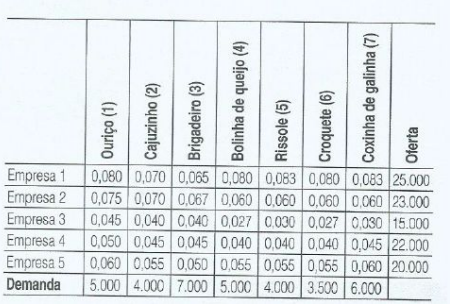 Ouriço (1) Cajuzinho (2) Brigadeiro (3) Bolinha de queijo (4) Rissole (5) Croquete (6) Coxinha de galinha (7) Oferta
Empresa 1 0,080 0,070 0,065 0,080 0,083 0,080 0,083 25.000
Empresa 2 0,075 0,070 0,067 0,060 0,060 0,060 0,060 23.000
Empresa 3 0,045 0,040 0,040 0,027 0,030 0,027 0,030 15.000
Empresa 4 0,050 0,045 0,045 0,040 0,040 0,040 0,045 22.000
Empresa 5 0,060 0,055 0,050 0,055 0,055 0,055 0,060 20.000
Demanda 5.000 4.000 7.000 5.000 4.000 3.500 6.000